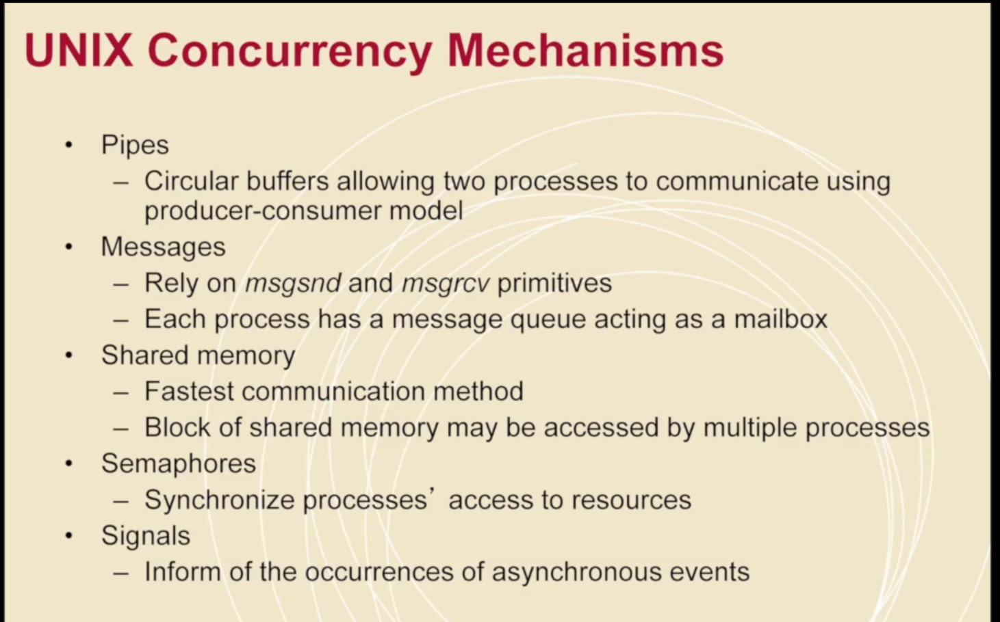 UNIX Concurrency Mechanisms
• Pipes
– Circular buffers allowing two processes to communicate using
producer-consumer model
• Messages
– Rely on msgsnd and msgrcv primitives
– Each process has a message queue acting as a mailbox
• Shared memory
– Fastest communication method
– Block of shared memory may be accessed by multiple processes
• Semaphores
– Synchronize processes’ access to resources
• Signals
– Inform of the occurrences of asynchronous events